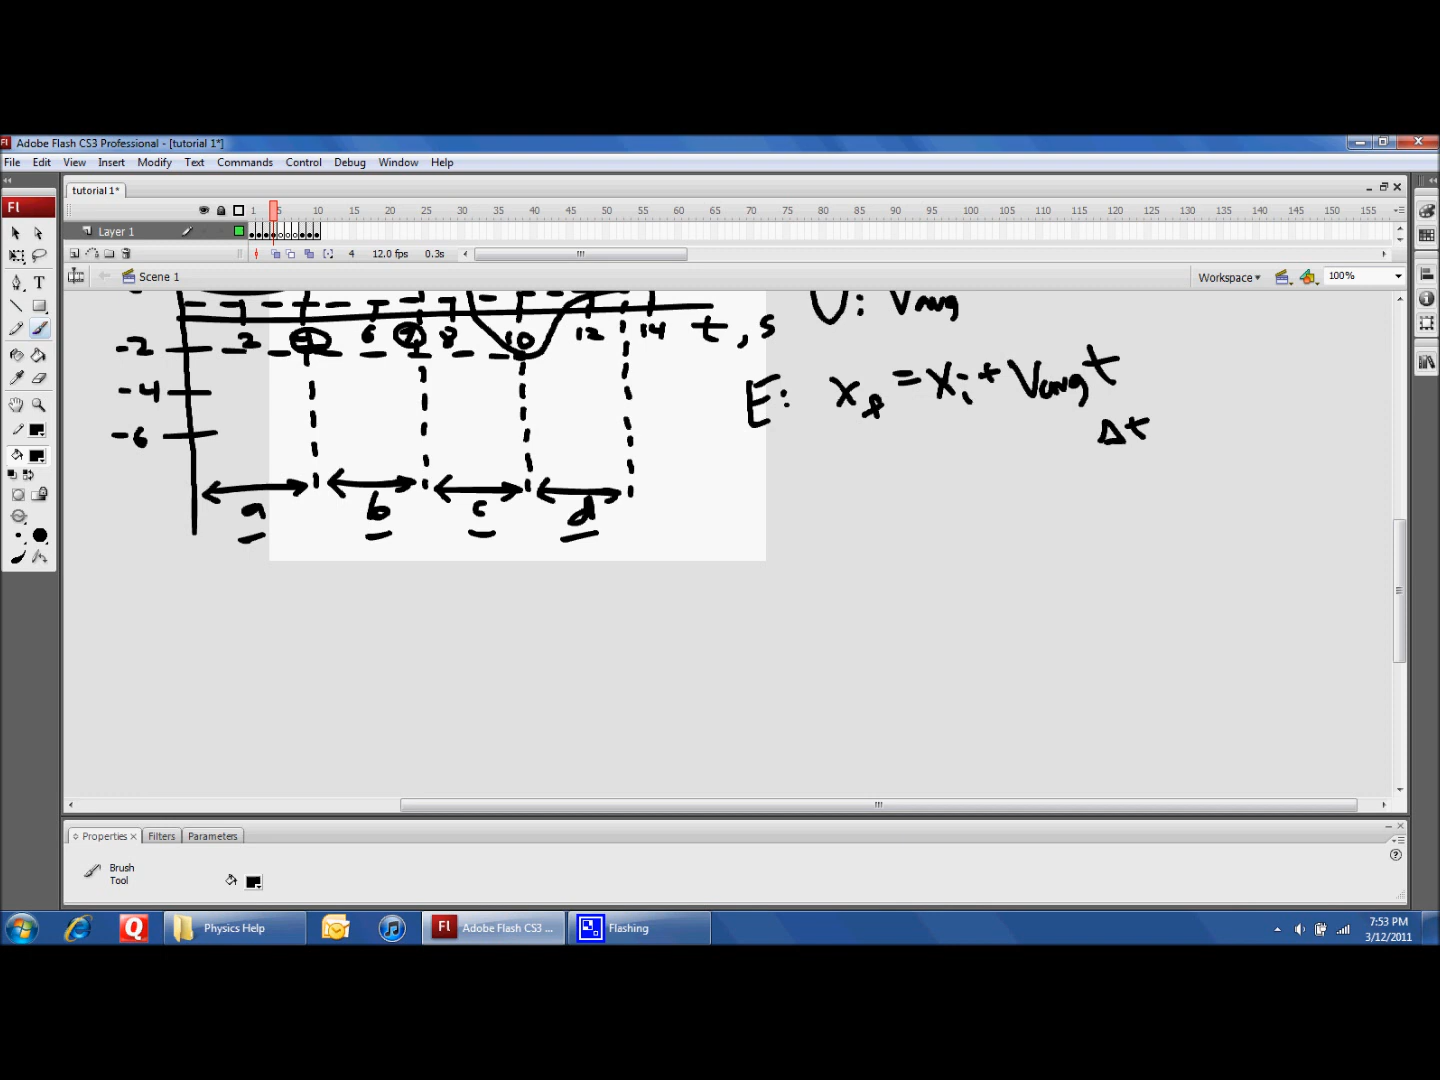 Adobe Flash CS3 Professional - [tutorial 1*]
File Edit View Insert Modify Text Commands Control Debug Window Help
tutorial 1*
Fl
1 5 10 15 20 25 30 35 40 45 50 55 60 65 70 75 80 85 90 95 100 105 110 115 120 125 130 135 140 145 150 155
Layer 1
4 12.0 fps 0.3s
Scene 1
Workspace 100%
U: Vavg
2 4 6 7 8 10 12 14 t, s
-2
-4
-6
E: xf = xi + Vavg t
Δt
a b c d
Properties × Filters Parameters
Brush
Tool
Physics Help
Fl Adobe Flash CS3 ...
Flashing
7:53 PM
3/12/2011